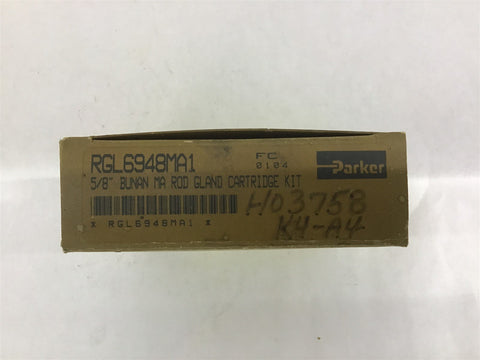 RGL6948MA1
FC
0104
Parker
5/8" BUNAN MA ROD GLAND CARTRIDGE KIT
* RGL6948MA1 *
H03758
K4-A4